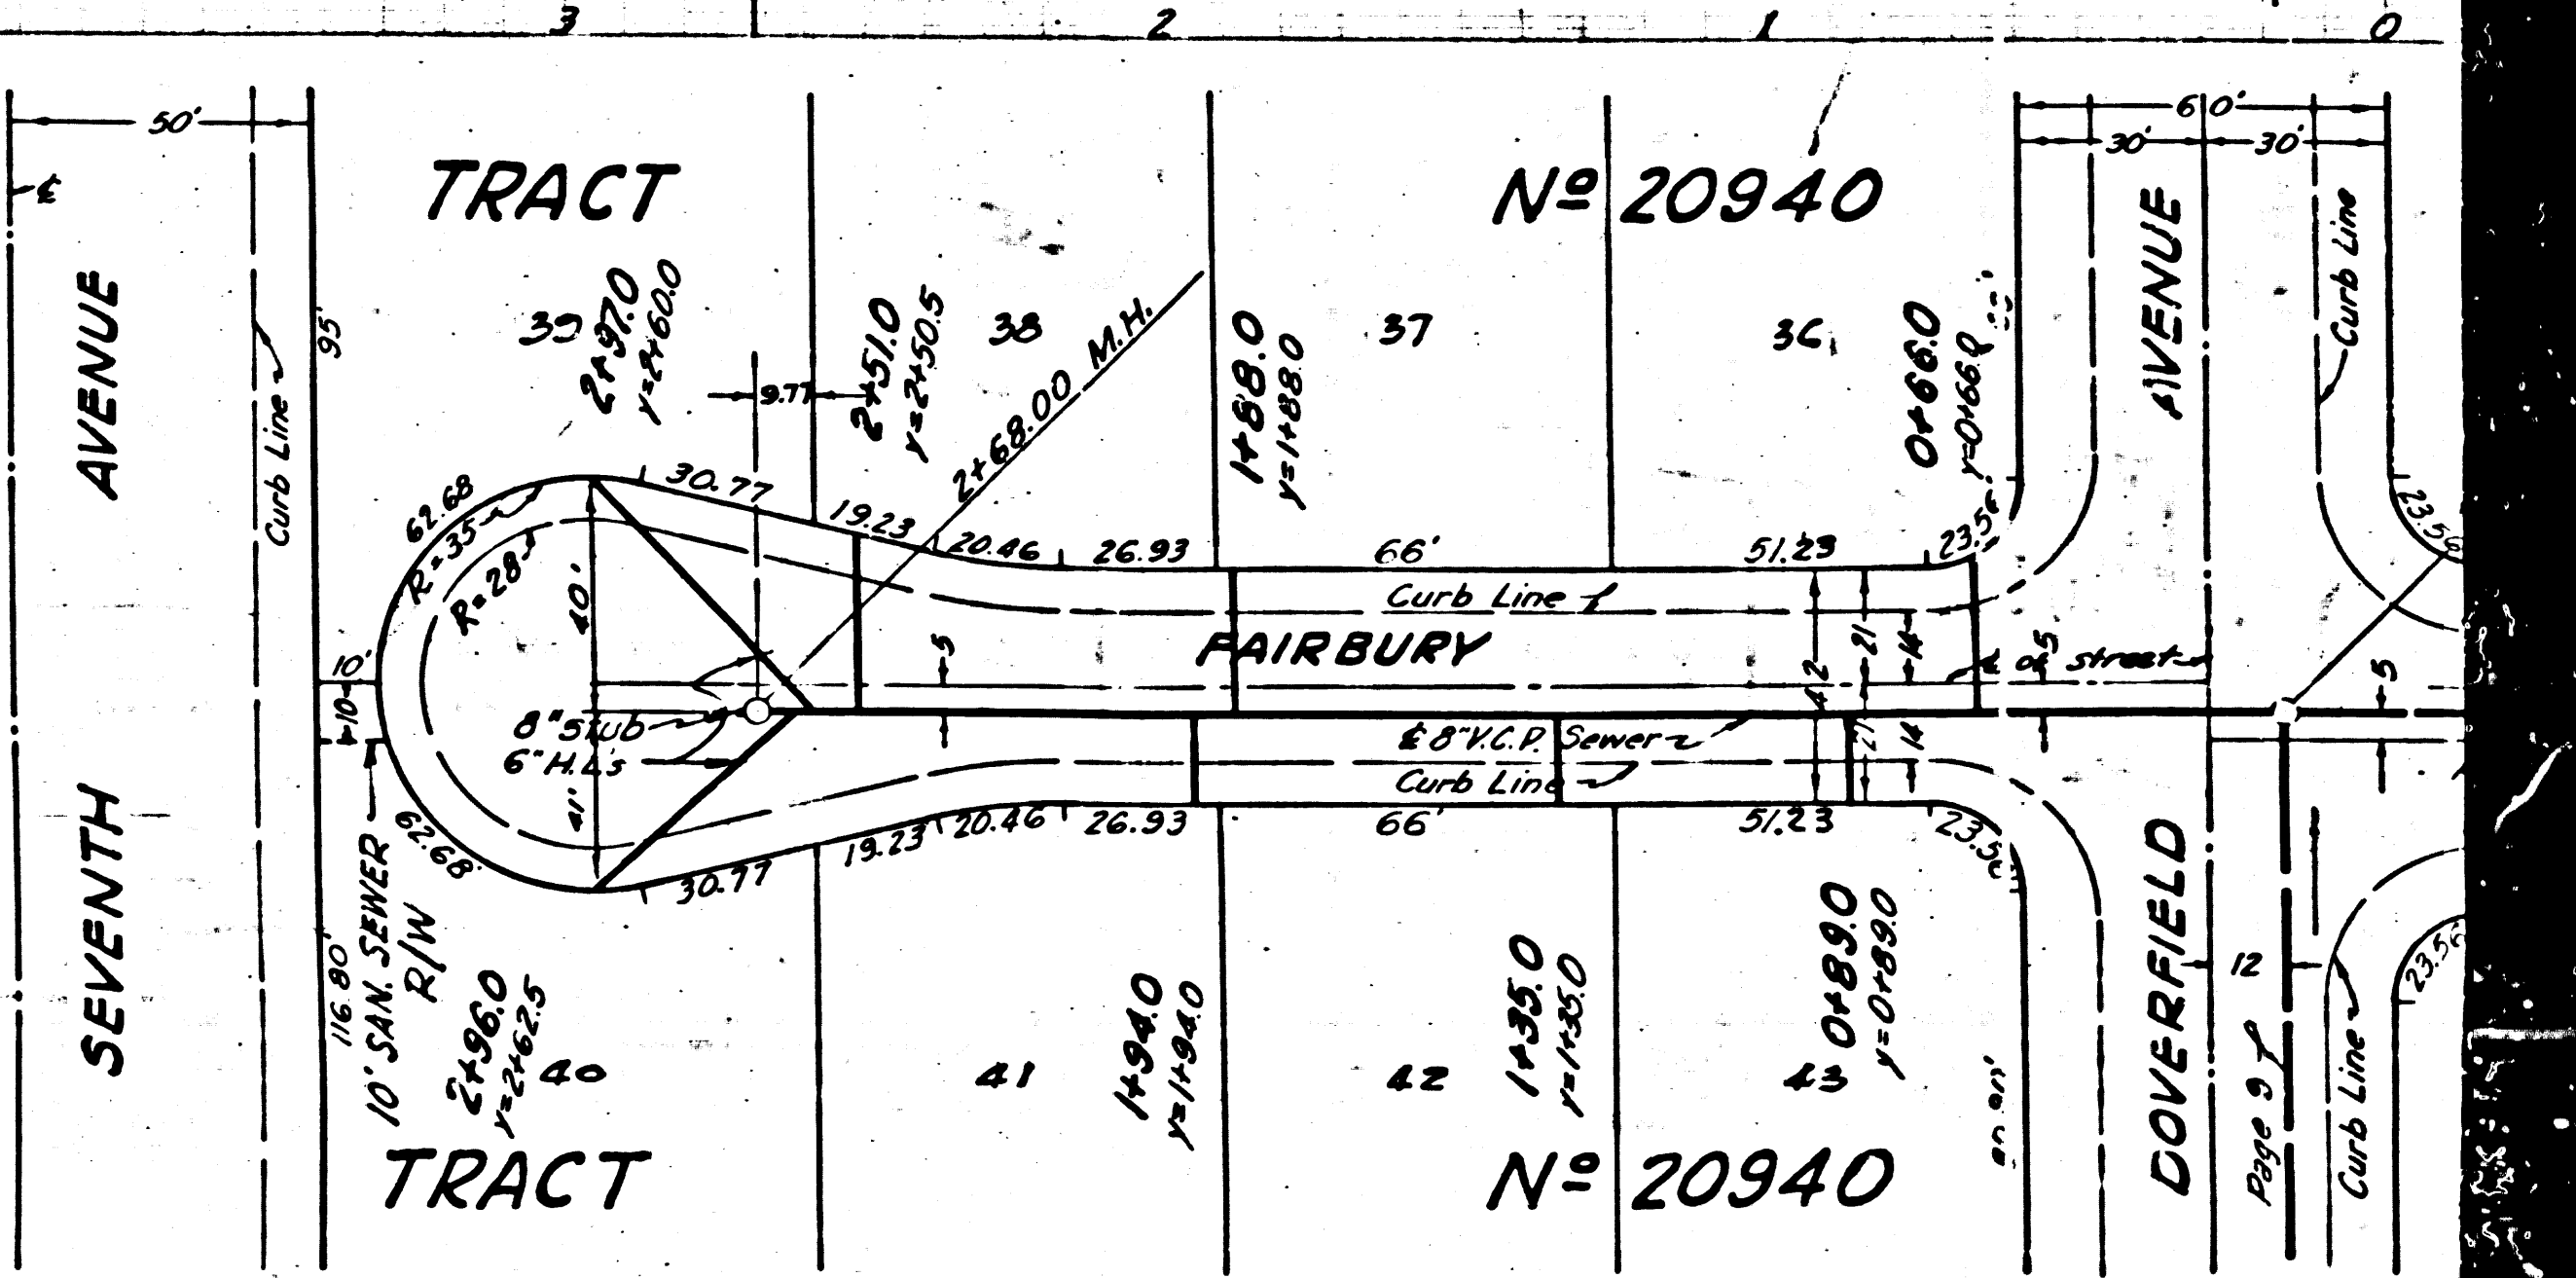 3
2
1
0
50'
60'
30'
30'
℄
TRACT
Nº 20940
AVENUE
AVENUE
Curb Line
Curb Line
95'
39
38
37
36
2+97.0
y=2+60.0
9.77
2+51.0
y=2+50.5
2+68.00 M.H.
1+88.0
y=1+88.0
0+66.0
y=0+66.0
62.68
R=35
R=28
30.77
19.23
20.46
26.93
66'
51.23
23.56
23.56
40'
Curb Line
FAIRBURY
5
42
21
14
℄ of street
5
5
10'
10
8" Stub
6" H.L's
℄ 8" V.C.P. Sewer
Curb Line
21
14
41'
62.68
30.77
19.23
20.46
26.93
66'
51.23
23.56
SEVENTH
116.80'
10' SAN. SEWER
R/W
2+96.0
y=2+62.5
40
41
1+94.0
y=1+94.0
42
1+35.0
y=1+35.0
43
0+89.0
y=0+89.0
DOVERFIELD
12
Page 9
Curb Line
23.56
TRACT
Nº 20940